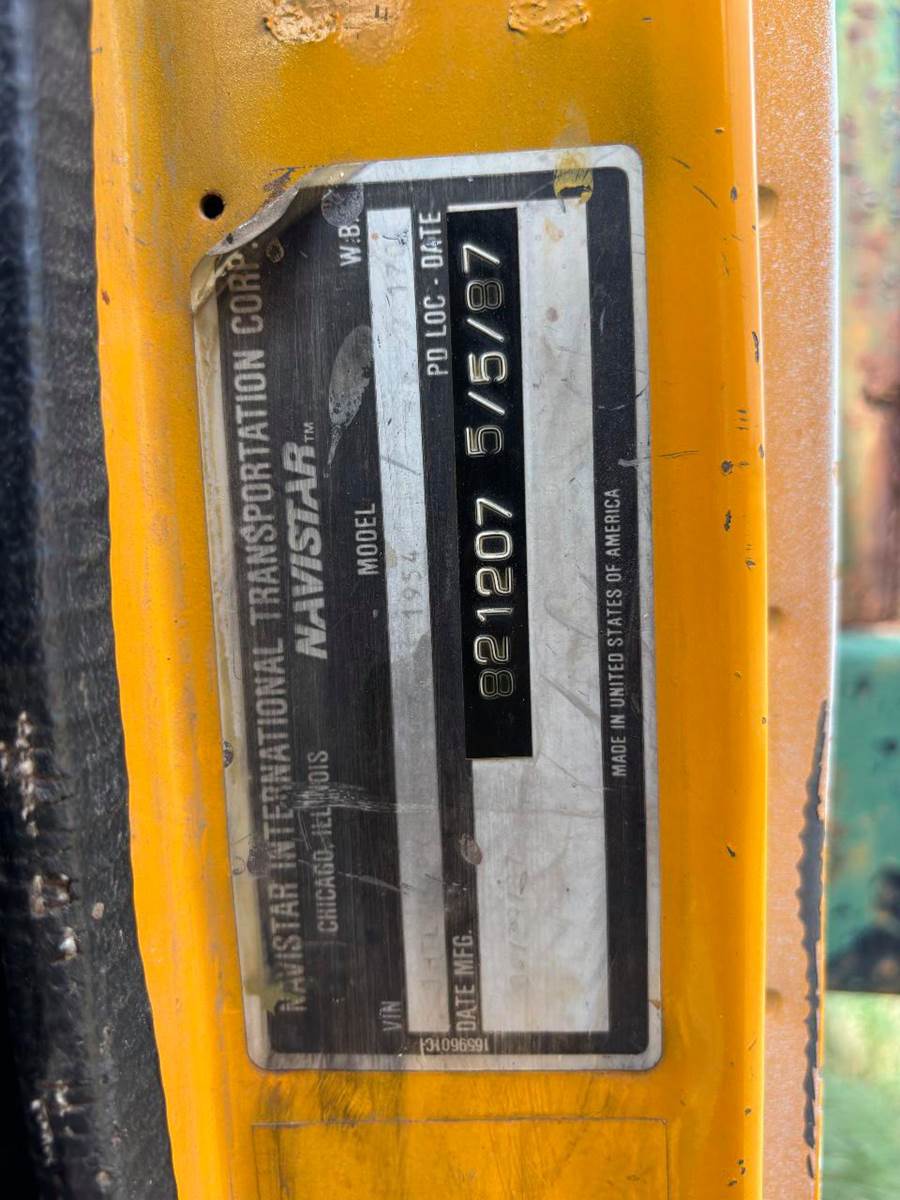 NAVISTAR INTERNATIONAL TRANSPORTATION CORP.
CHICAGO, ILLINOIS NAVISTAR™
VIN MODEL W.B.
1954
DATE MFG. PD LOC - DATE
821207 5/5/87
MADE IN UNITED STATES OF AMERICA